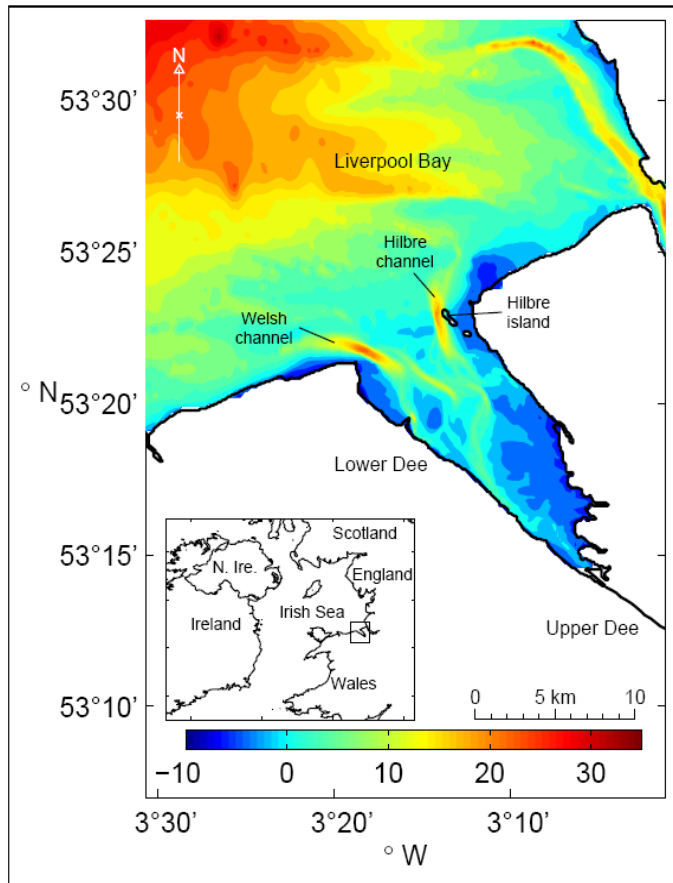 N
53°30'
Liverpool Bay
53°25'
Hilbre
channel
Hilbre
island
Welsh
channel
° N
53°20'
Lower Dee
Scotland
N. Ire.
England
53°15'
Irish Sea
Ireland
Upper Dee
Wales
0 5 km 10
53°10'
−10 0 10 20 30
3°30' 3°20' 3°10'
° W